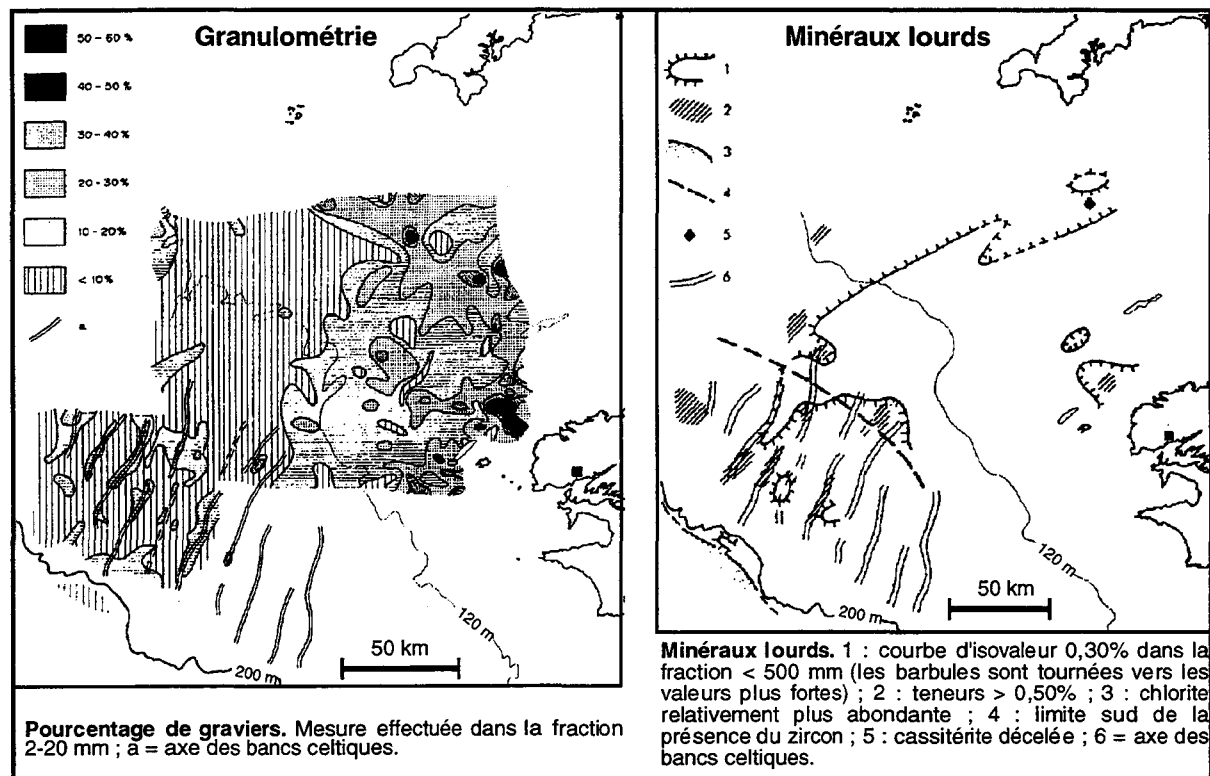 Granulométrie
50-60 %
40-50 %
30-40%
20-30%
10-20%
< 10%
a
120 m
200 m
50 km
Pourcentage de graviers. Mesure effectuée dans la fraction
2-20 mm ; a = axe des bancs celtiques.
Minéraux lourds
1
2
3
4
5
6
120 m
200 m
50 km
Minéraux lourds. 1 : courbe d'isovaleur 0,30% dans la
fraction < 500 mm (les barbules sont tournées vers les
valeurs plus fortes) ; 2 : teneurs > 0,50% ; 3 : chlorite
relativement plus abondante ; 4 : limite sud de la
présence du zircon ; 5 : cassitérite décelée ; 6 = axe des
bancs celtiques.